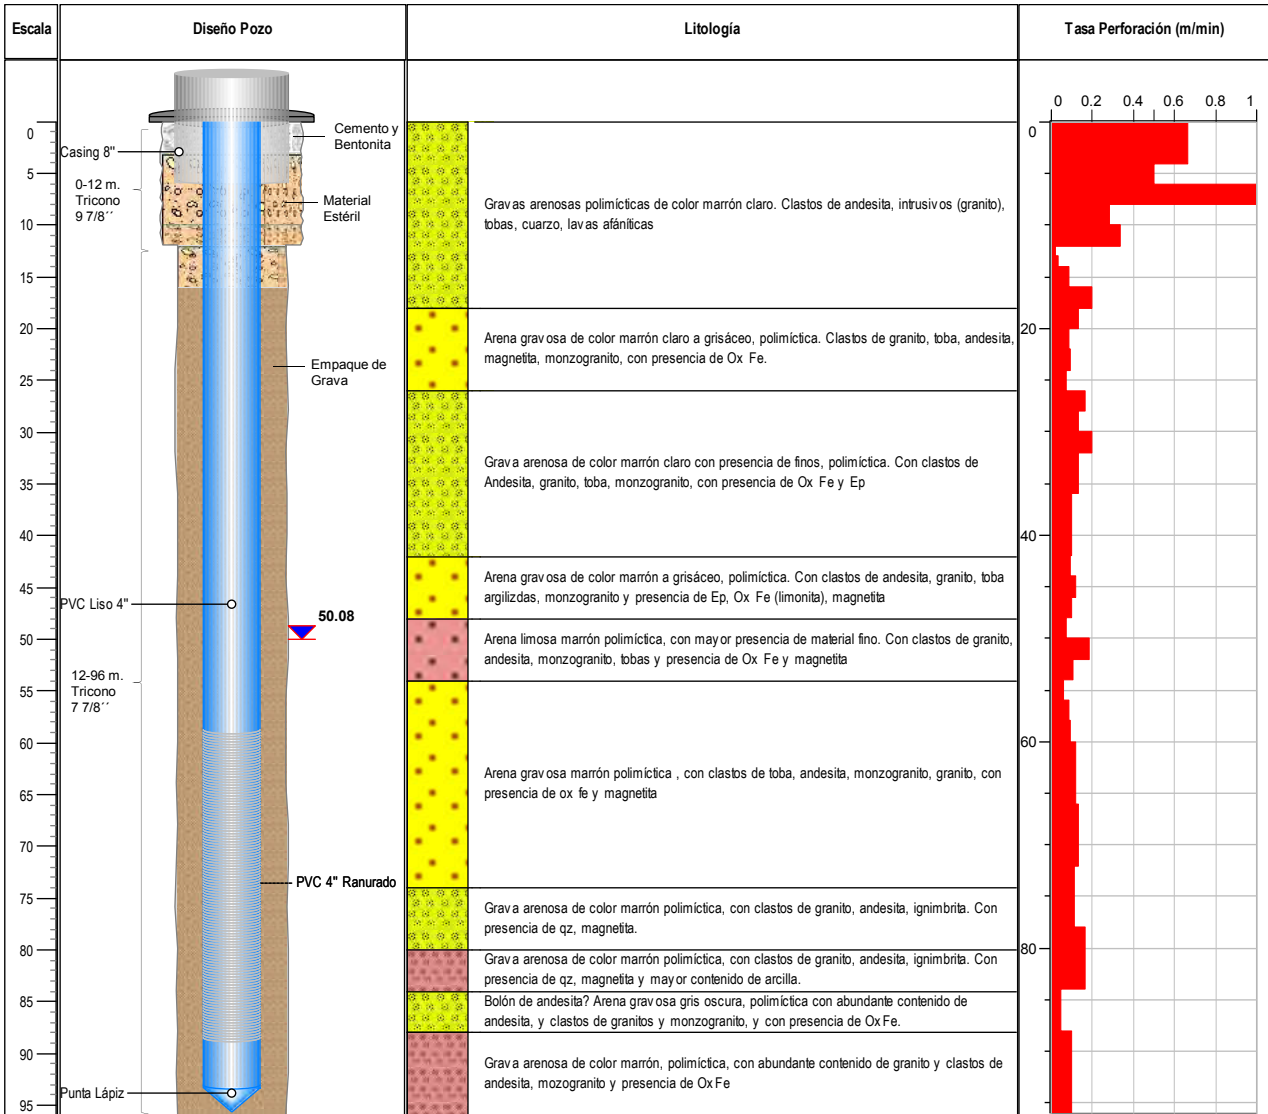 Escala
Diseño Pozo
Litología
Tasa Perforación (m/min)
0
5
10
15
20
25
30
35
40
45
50
55
60
65
70
75
80
85
90
95
Cemento y
Bentonita
Casing 8"
0-12 m.
Tricono
9 7/8´´
Material
Estéril
Empaque de
Grava
PVC Liso 4"
50.08
12-96 m.
Tricono
7 7/8´´
PVC 4" Ranurado
Punta Lápiz
Gravas arenosas polimícticas de color marrón claro. Clastos de andesita, intrusivos (granito),
tobas, cuarzo, lavas afáníticas
Arena gravosa de color marrón claro a grisáceo, polimíctica. Clastos de granito, toba, andesita,
magnetita, monzogranito, con presencia de Ox Fe.
Grava arenosa de color marrón claro con presencia de finos, polimíctica. Con clastos de
Andesita, granito, toba, monzogranito, con presencia de Ox Fe y Ep
Arena gravosa de color marrón a grisáceo, polimíctica. Con clastos de andesita, granito, toba
argilizdas, monzogranito y presencia de Ep, Ox Fe (limonita), magnetita
Arena limosa marrón polimíctica, con mayor presencia de material fino. Con clastos de granito,
andesita, monzogranito, tobas y presencia de Ox Fe y magnetita
Arena gravosa marrón polimíctica , con clastos de toba, andesita, monzogranito, granito, con
presencia de ox fe y magnetita
Grava arenosa de color marrón polimíctica, con clastos de granito, andesita, ignimbrita. Con
presencia de qz, magnetita.
Grava arenosa de color marrón polimíctica, con clastos de granito, andesita, ignimbrita. Con
presencia de qz, magnetita y mayor contenido de arcilla.
Bolón de andesita? Arena gravosa gris oscura, polimíctica con abundante contenido de
andesita, y clastos de granitos y monzogranito, y con presencia de Ox Fe.
Grava arenosa de color marrón, polimíctica, con abundante contenido de granito y clastos de
andesita, mozogranito y presencia de Ox Fe
0 0.2 0.4 0.6 0.8 1
0
20
40
60
80